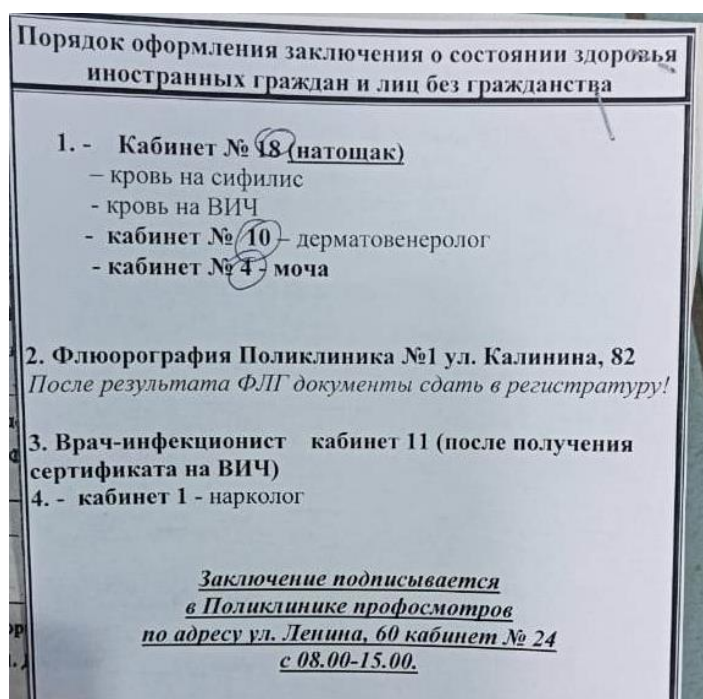 Порядок оформления заключения о состоянии здоровья
иностранных граждан и лиц без гражданства
1. - Кабинет № 18 (натощак)
– кровь на сифилис
- кровь на ВИЧ
- кабинет № 10 – дерматовенеролог
- кабинет № 4 - моча
2. Флюорография Поликлиника №1 ул. Калинина, 82
После результата ФЛГ документы сдать в регистратуру!
3. Врач-инфекционист кабинет 11 (после получения
сертификата на ВИЧ)
4. - кабинет 1 - нарколог
Заключение подписывается
в Поликлинике профосмотров
по адресу ул. Ленина, 60 кабинет № 24
с 08.00-15.00.